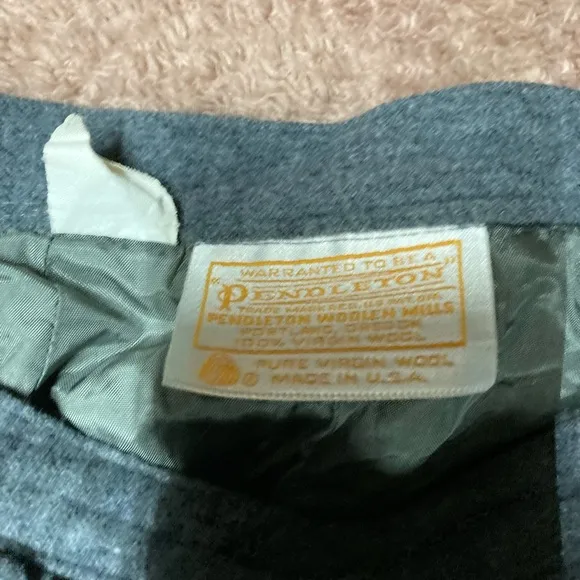 WARRANTED TO BE A
"PENDLETON"
TRADE MARK REG. U.S. PAT. OFF.
PENDLETON WOOLEN MILLS
PORTLAND, OREGON
100% VIRGIN WOOL
PURE VIRGIN WOOL
® MADE IN U.S.A.